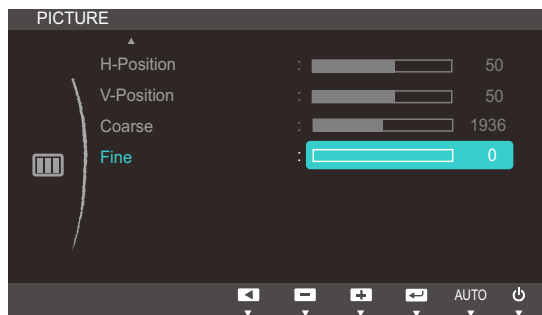 PICTURE
H-Position : 50
V-Position : 50
Coarse : 1936
Fine : 0
AUTO